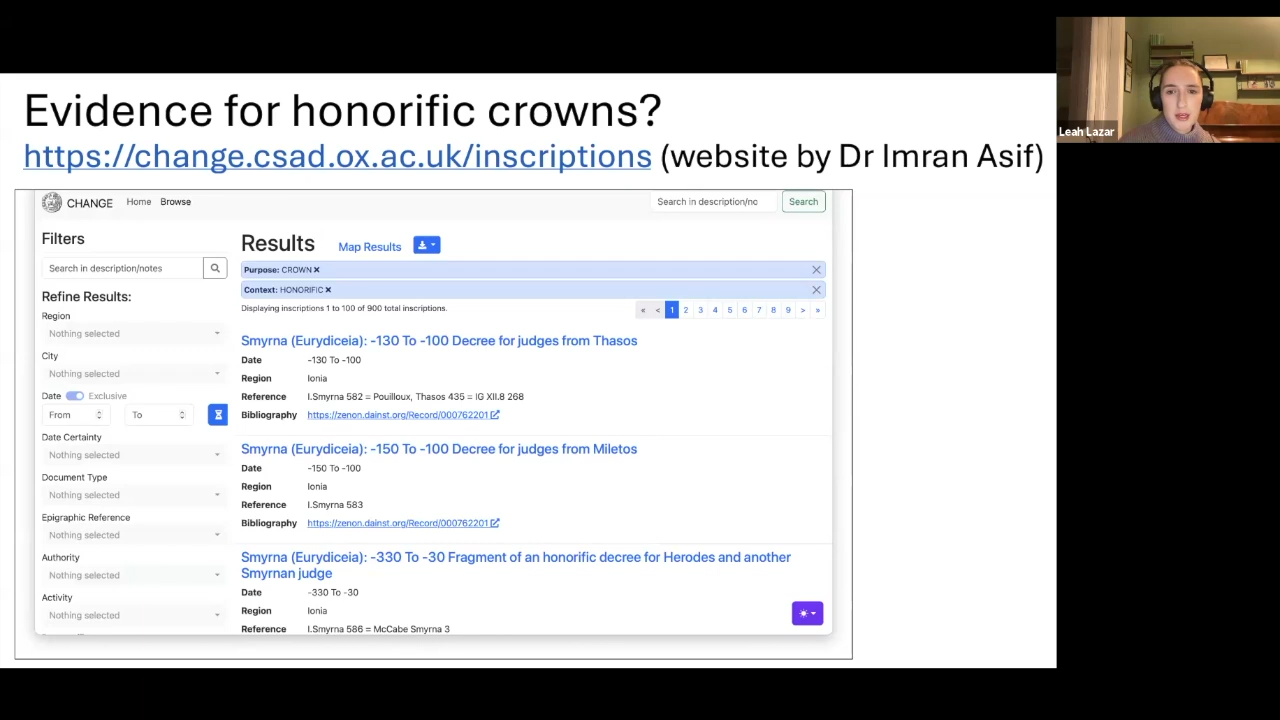 Evidence for honorific crowns?
https://change.csad.ox.ac.uk/inscriptions (website by Dr Imran Asif)
Leah Lazar
CHANGE Home Browse
Search in description/no Search
Filters
Search in description/notes
Refine Results:
Region
Nothing selected
City
Nothing selected
Date Exclusive
From To
Date Certainty
Nothing selected
Document Type
Nothing selected
Epigraphic Reference
Nothing selected
Authority
Nothing selected
Activity
Nothing selected
Results Map Results
Purpose: CROWN ×
Context: HONORIFIC ×
Displaying inscriptions 1 to 100 of 900 total inscriptions.
« < 1 2 3 4 5 6 7 8 9 > »
Smyrna (Eurydiceia): -130 To -100 Decree for judges from Thasos
Date -130 To -100
Region Ionia
Reference I.Smyrna 582 = Pouilloux, Thasos 435 = IG XII.8 268
Bibliography https://zenon.dainst.org/Record/000762201
Smyrna (Eurydiceia): -150 To -100 Decree for judges from Miletos
Date -150 To -100
Region Ionia
Reference I.Smyrna 583
Bibliography https://zenon.dainst.org/Record/000762201
Smyrna (Eurydiceia): -330 To -30 Fragment of an honorific decree for Herodes and another
Smyrnan judge
Date -330 To -30
Region Ionia
Reference I.Smyrna 586 = McCabe Smyrna 3